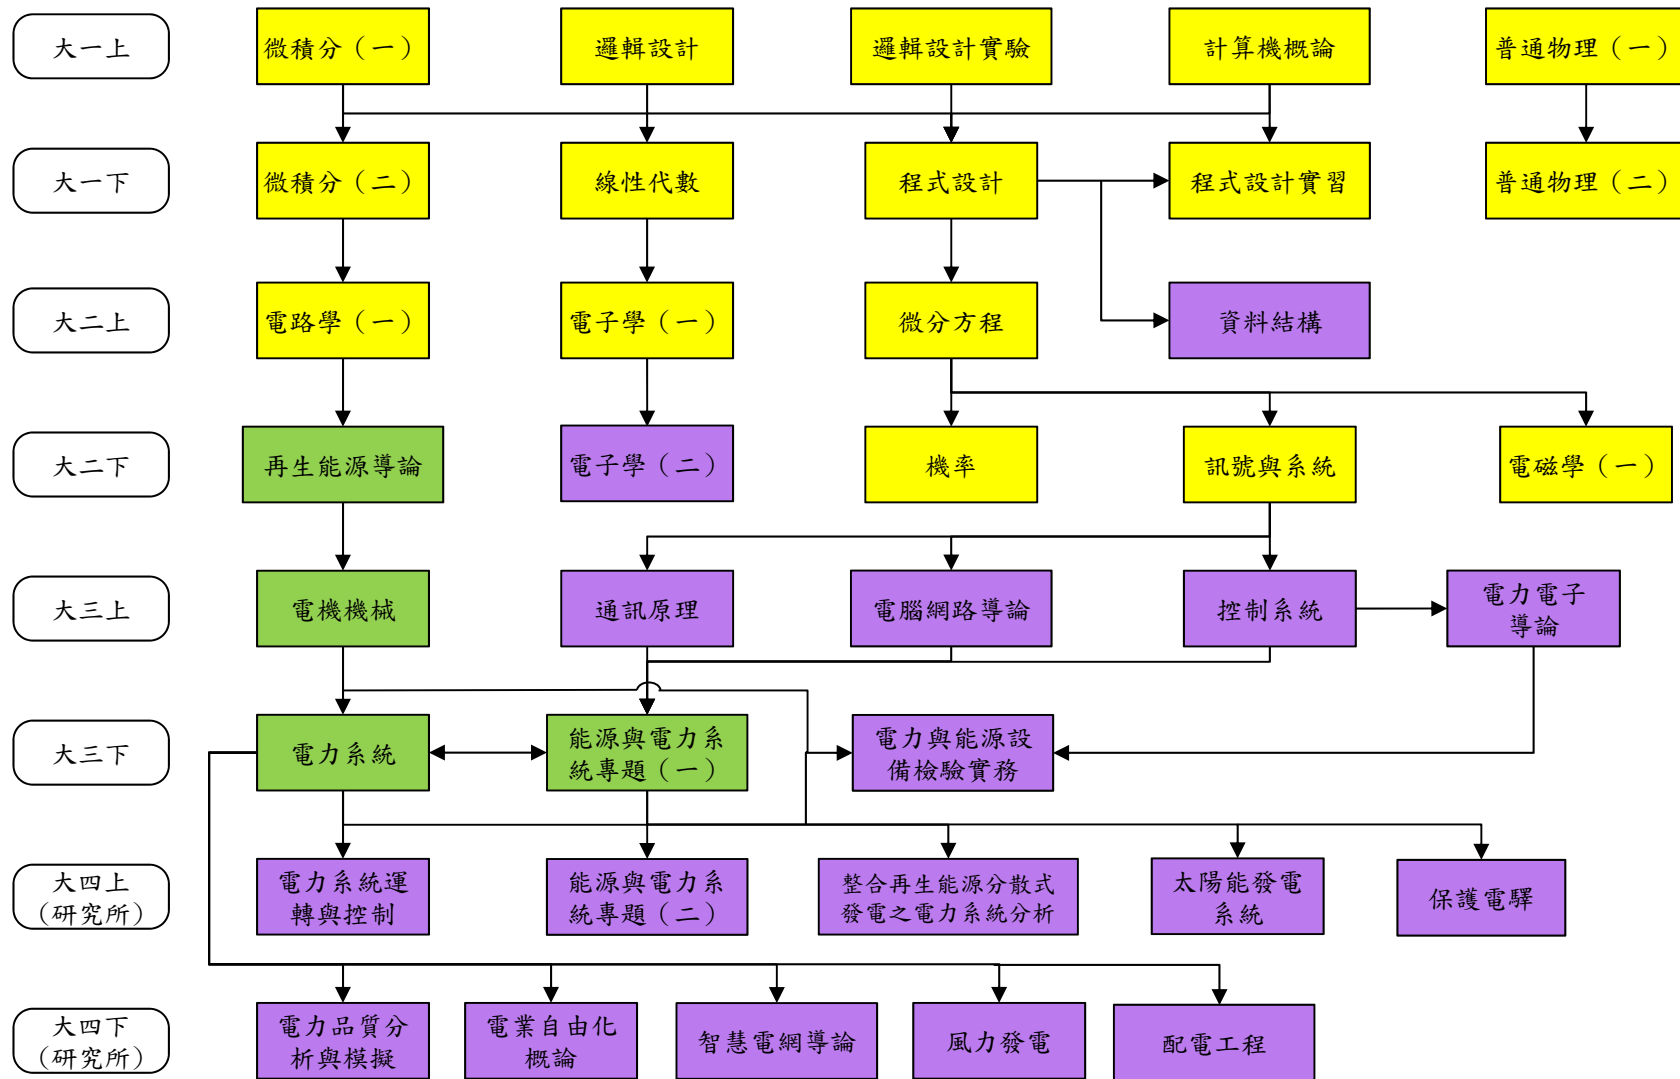 大一上
微積分（一）
邏輯設計
邏輯設計實驗
計算機概論
普通物理（一）
大一下
微積分（二）
線性代數
程式設計
程式設計實習
普通物理（二）
大二上
電路學（一）
電子學（一）
微分方程
資料結構
大二下
再生能源導論
電子學（二）
機率
訊號與系統
電磁學（一）
大三上
電機機械
通訊原理
電腦網路導論
控制系統
電力電子
導論
大三下
電力系統
能源與電力系
統專題（一）
電力與能源設
備檢驗實務
大四上
（研究所）
電力系統運
轉與控制
能源與電力系
統專題（二）
整合再生能源分散式
發電之電力系統分析
太陽能發電
系統
保護電驛
大四下
（研究所）
電力品質分
析與模擬
電業自由化
概論
智慧電網導論
風力發電
配電工程